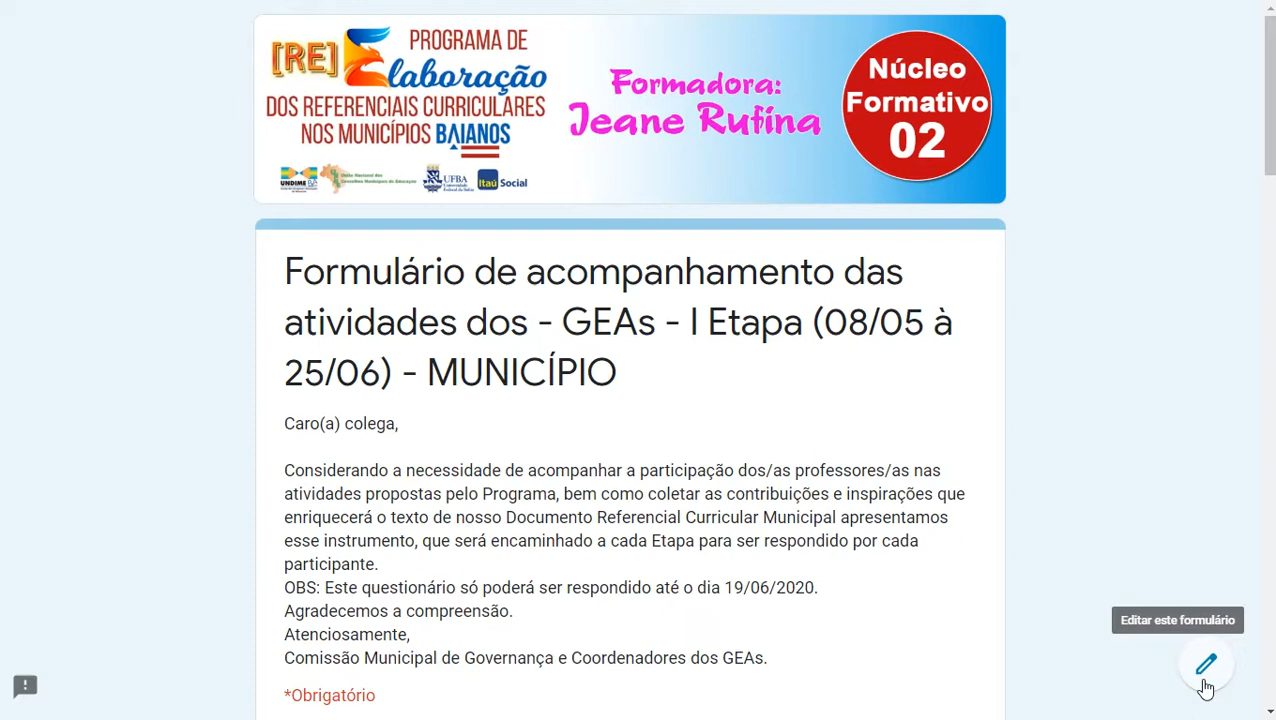 PROGRAMA DE
[RE] Elaboração
DOS REFERENCIAIS CURRICULARES
NOS MUNICÍPIOS BAIANOS
UNDIME
UFBA
Itaú Social
Formadora:
Jeane Rufina
Núcleo
Formativo
02
Formulário de acompanhamento das
atividades dos - GEAs - I Etapa (08/05 à
25/06) - MUNICÍPIO
Caro(a) colega,
Considerando a necessidade de acompanhar a participação dos/as professores/as nas
atividades propostas pelo Programa, bem como coletar as contribuições e inspirações que
enriquecerá o texto de nosso Documento Referencial Curricular Municipal apresentamos
esse instrumento, que será encaminhado a cada Etapa para ser respondido por cada
participante.
OBS: Este questionário só poderá ser respondido até o dia 19/06/2020.
Agradecemos a compreensão.
Atenciosamente,
Comissão Municipal de Governança e Coordenadores dos GEAs.
*Obrigatório
Editar este formulário